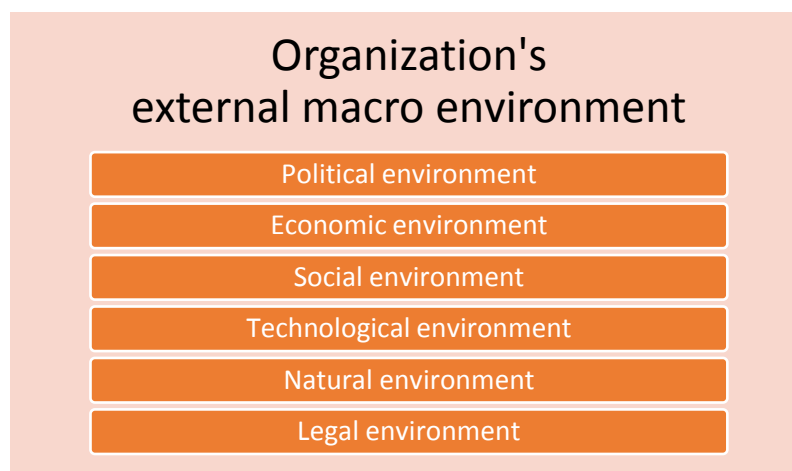 Organization's
external macro environment
Political environment
Economic environment
Social environment
Technological environment
Natural environment
Legal environment